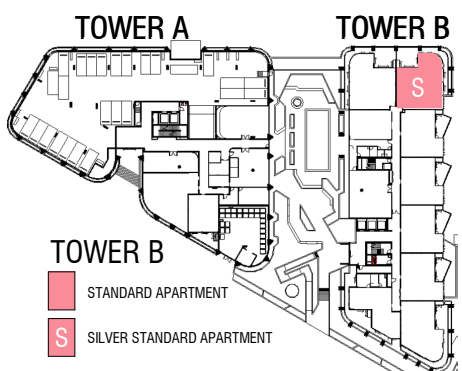 TOWER A
TOWER B
S
TOWER B
STANDARD APARTMENT
S
SILVER STANDARD APARTMENT